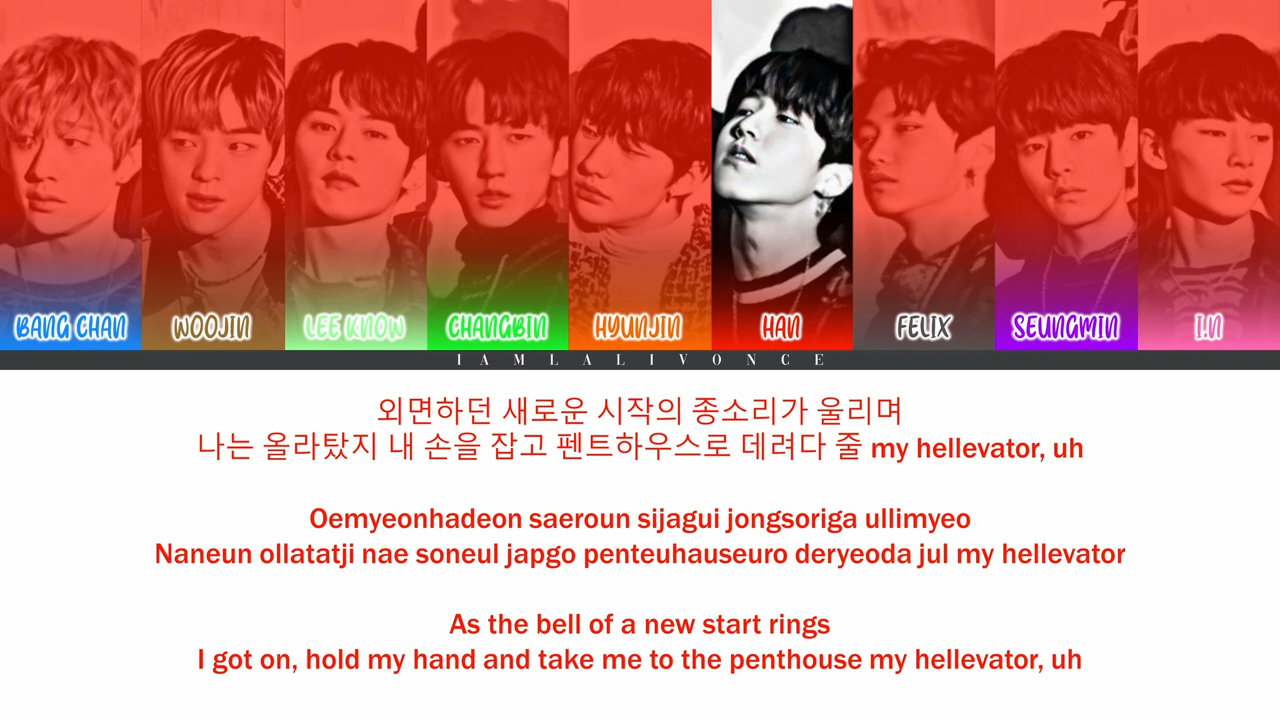 BANG CHAN WOOJIN LEE KNOW CHANGBIN HYUNJIN HAN FELIX SEUNGMIN I.N
IAMLALIVONCE
외면하던 새로운 시작의 종소리가 울리며
나는 올라탔지 내 손을 잡고 펜트하우스로 데려다 줄 my hellevator, uh
Oemyeonhadeon saeroun sijagui jongsoriga ullimyeo
Naneun ollatatji nae soneul japgo penteuhauseuro deryeoda jul my hellevator
As the bell of a new start rings
I got on, hold my hand and take me to the penthouse my hellevator, uh